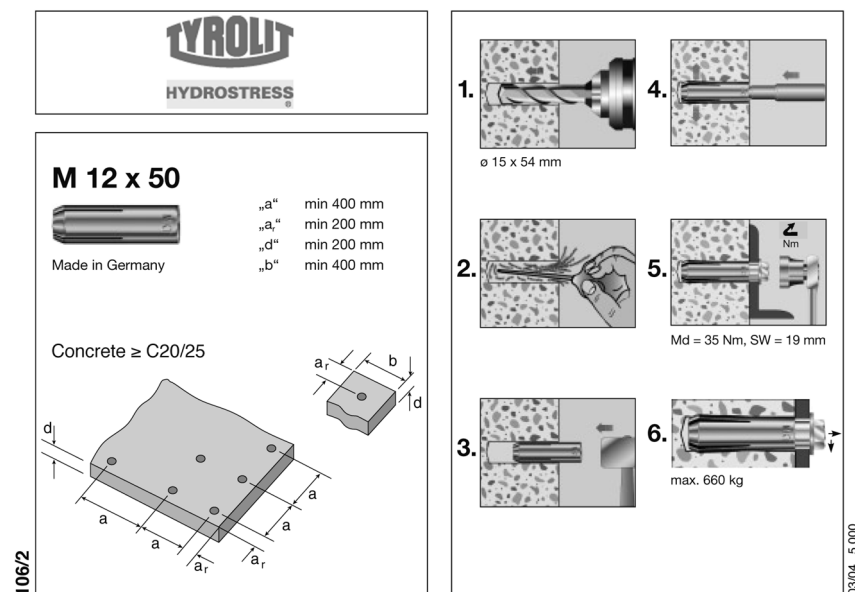 TYROLIT
HYDROSTRESS
®
M 12 x 50
Made in Germany
„a“ min 400 mm
„aᵣ“ min 200 mm
„d“ min 200 mm
„b“ min 400 mm
Concrete ≥ C20/25
aᵣ
b
d
d
a
a
aᵣ
aᵣ
a
a
106/2
1.
ø 15 x 54 mm
2.
3.
4.
5.
Nm
Md = 35 Nm, SW = 19 mm
6.
max. 660 kg
03/04 5.000